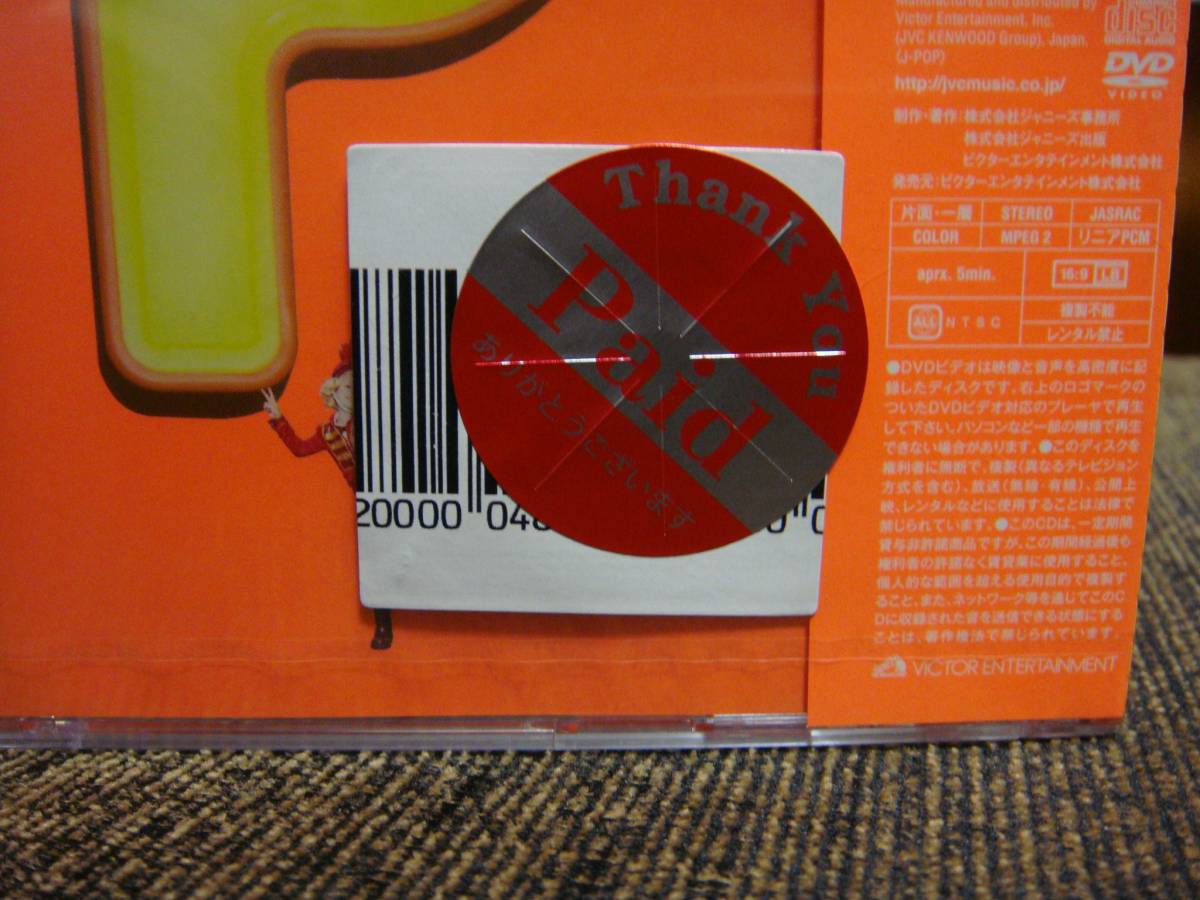 Manufactured and distributed by
Victor Entertainment, Inc.
(JVC KENWOOD Group), Japan.
(J-POP)
http://jvcmusic.co.jp/
disc
DIGITAL AUDIO
DVD
VIDEO
制作・著作：株式会社ジャニーズ事務所
株式会社ジャニーズ出版
ビクターエンタテインメント株式会社
発売元：ビクターエンタテインメント株式会社
片面・一層 STEREO JASRAC
COLOR MPEG 2 リニアPCM
aprx. 5min. 16:9 LB
ALL NTSC 複製不能
レンタル禁止
●DVDビデオは映像と音声を高密度に記
録したディスクです。右上のロゴマークの
ついたDVDビデオ対応のプレーヤで再生
して下さい。パソコンなど一部の機種で再生
できない場合があります。●このディスクを
権利者に無断で、複製(異なるテレビジョン
方式を含む)、放送(無線・有線)、公開上
映、レンタルなどに使用することは法律で
禁じられています。●このCDは、一定期間
貸与非許諾商品ですが、この期間経過後も
権利者の許諾なく賃貸業に使用すること、
個人的な範囲を超える使用目的で複製す
ること、また、ネットワーク等を通じてこのC
Dに収録された音を送信できる状態にする
ことは、著作権法で禁じられています。
VICTOR ENTERTAINMENT
Thank You
Paid
ありがとうございます
20000